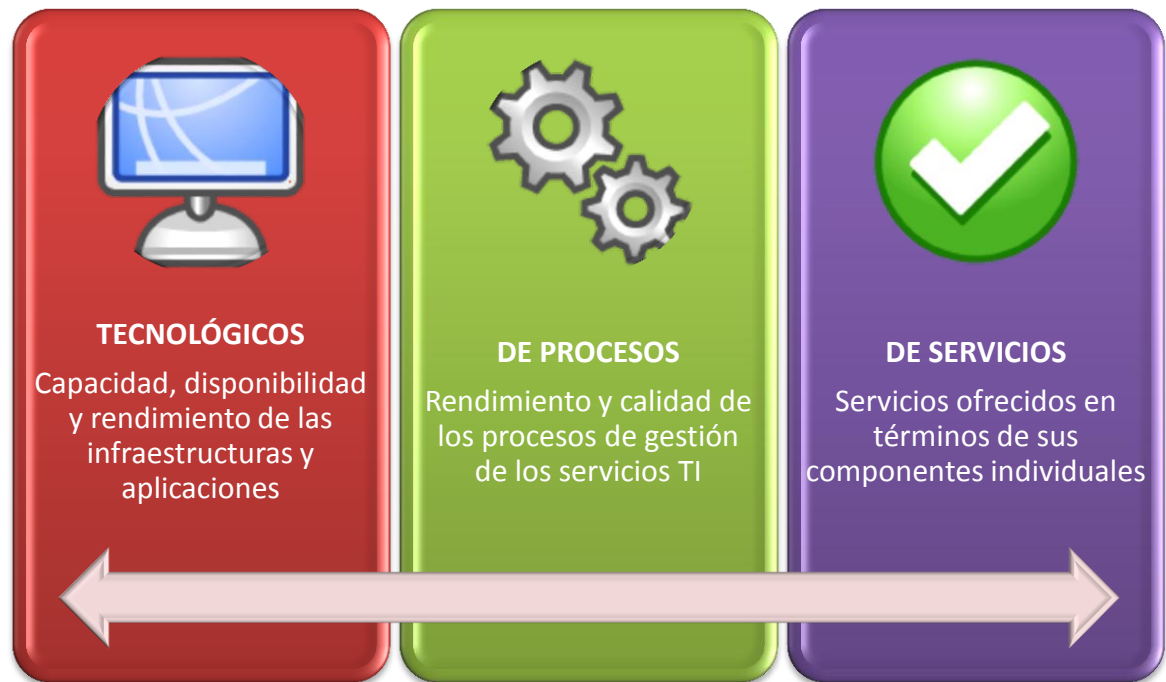 TECNOLÓGICOS
Capacidad, disponibilidad
y rendimiento de las
infraestructuras y
aplicaciones
DE PROCESOS
Rendimiento y calidad de
los procesos de gestión
de los servicios TI
DE SERVICIOS
Servicios ofrecidos en
términos de sus
componentes individuales